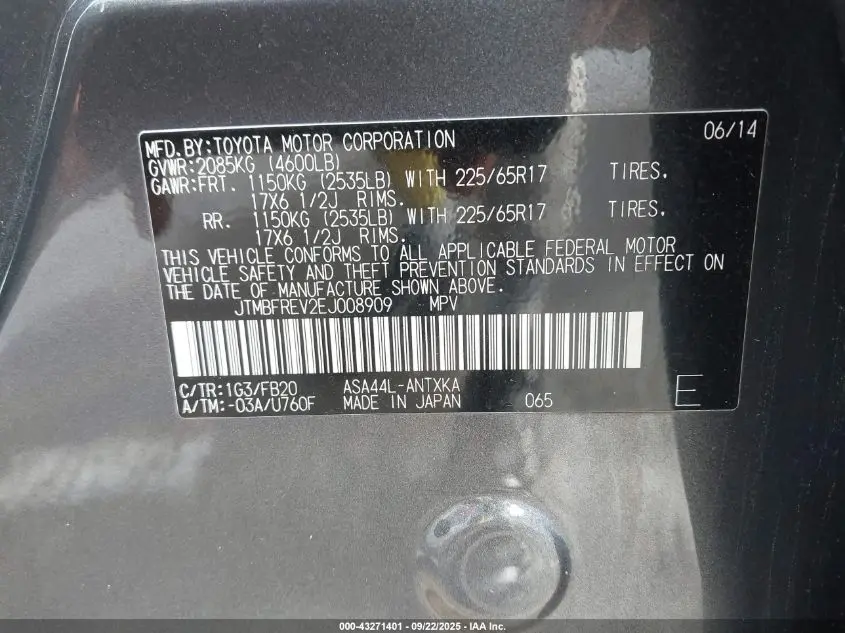 06/14
MFD.BY:TOYOTA MOTOR CORPORATION
GVWR:2085KG (4600LB)
GAWR:FRT. 1150KG (2535LB) WITH 225/65R17 TIRES.
17X6 1/2J RIMS.
RR. 1150KG (2535LB) WITH 225/65R17 TIRES.
17X6 1/2J RIMS.
THIS VEHICLE CONFORMS TO ALL APPLICABLE FEDERAL MOTOR
VEHICLE SAFETY AND THEFT PREVENTION STANDARDS IN EFFECT ON
THE DATE OF MANUFACTURE SHOWN ABOVE.
JTMBFREV2EJ008909 MPV
C/TR:1G3/FB20 ASA44L-ANTXKA
A/TM:-03A/U760F MADE IN JAPAN 065 E
000-43271401 - 09/22/2025 - IAA Inc.